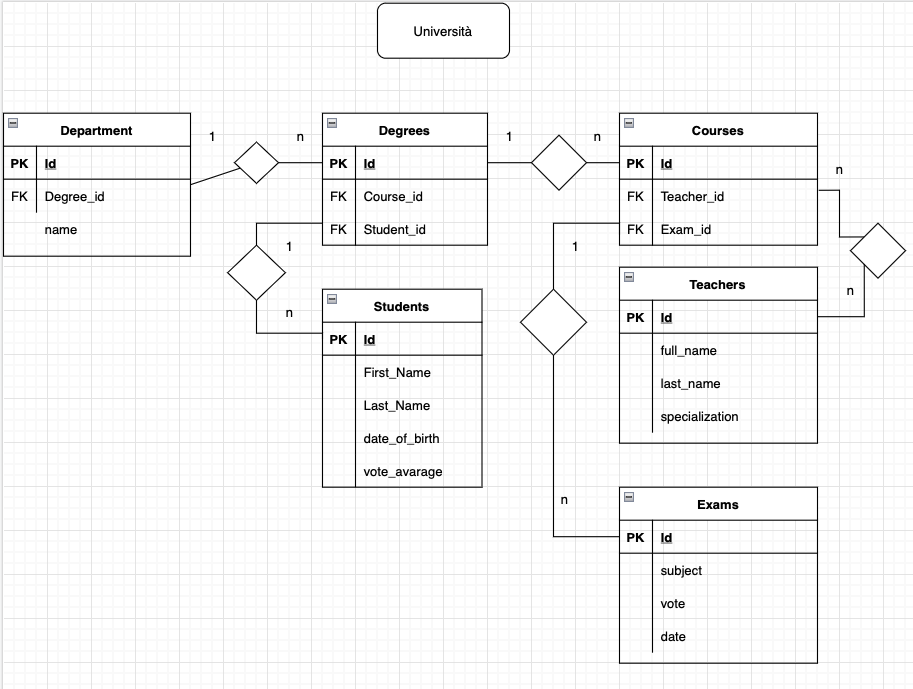 Università
Department
PK Id
FK Degree_id
name
1
n
Degrees
PK Id
FK Course_id
FK Student_id
1
n
Courses
PK Id
FK Teacher_id
FK Exam_id
n
n
Teachers
PK Id
full_name
last_name
specialization
1
n
Students
PK Id
First_Name
Last_Name
date_of_birth
vote_avarage
1
n
Exams
PK Id
subject
vote
date